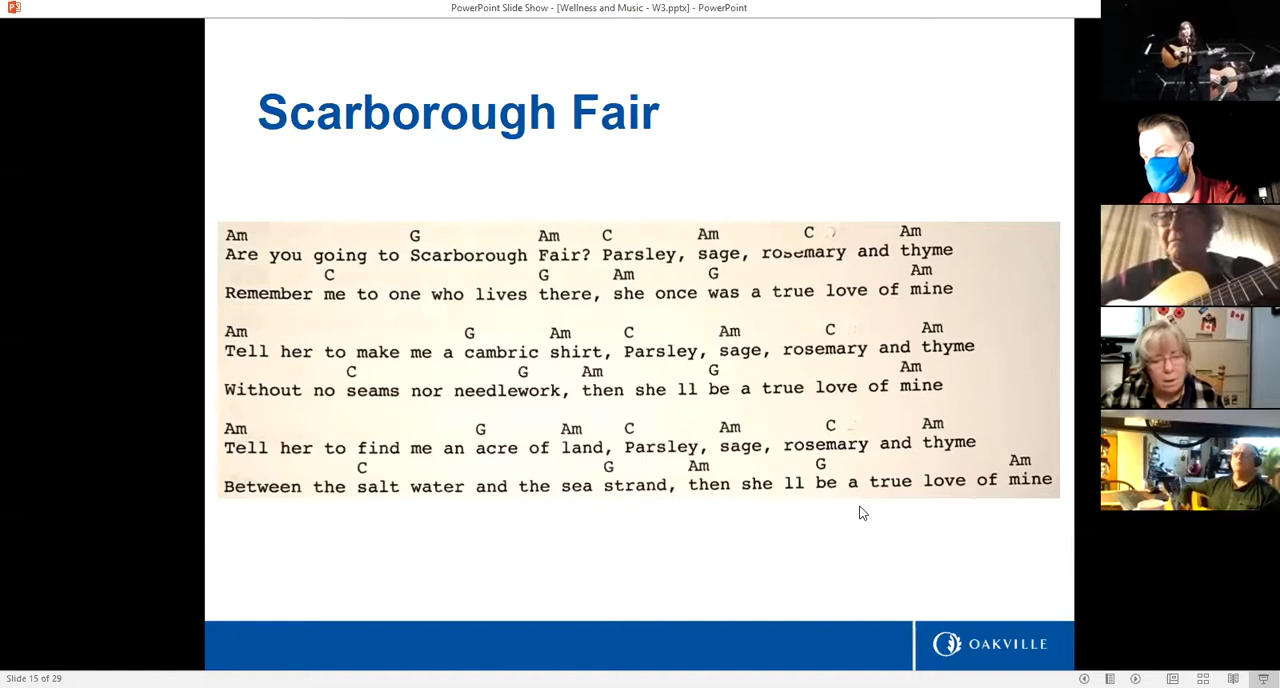 PowerPoint Slide Show - [Wellness and Music - W3.pptx] - PowerPoint
Scarborough Fair
Am G Am C Am C Am
Are you going to Scarborough Fair? Parsley, sage, rosemary and thyme
C G Am G Am
Remember me to one who lives there, she once was a true love of mine
Am G Am C Am C Am
Tell her to make me a cambric shirt, Parsley, sage, rosemary and thyme
C G Am G Am
Without no seams nor needlework, then she ll be a true love of mine
Am G Am C Am C Am
Tell her to find me an acre of land, Parsley, sage, rosemary and thyme
C G Am G Am
Between the salt water and the sea strand, then she ll be a true love of mine
OAKVILLE
Slide 15 of 29